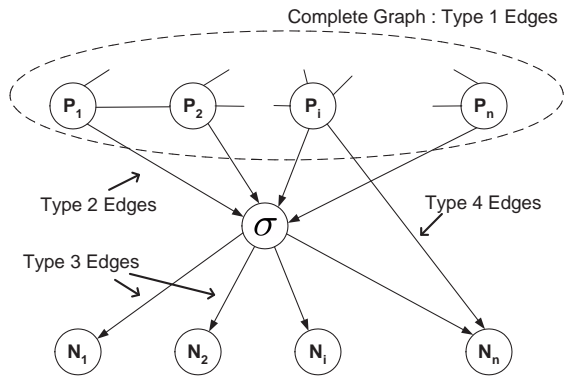 Complete Graph : Type 1 Edges
P1 P2 Pi Pn
Type 2 Edges
Type 4 Edges
σ
Type 3 Edges
N1 N2 Ni Nn